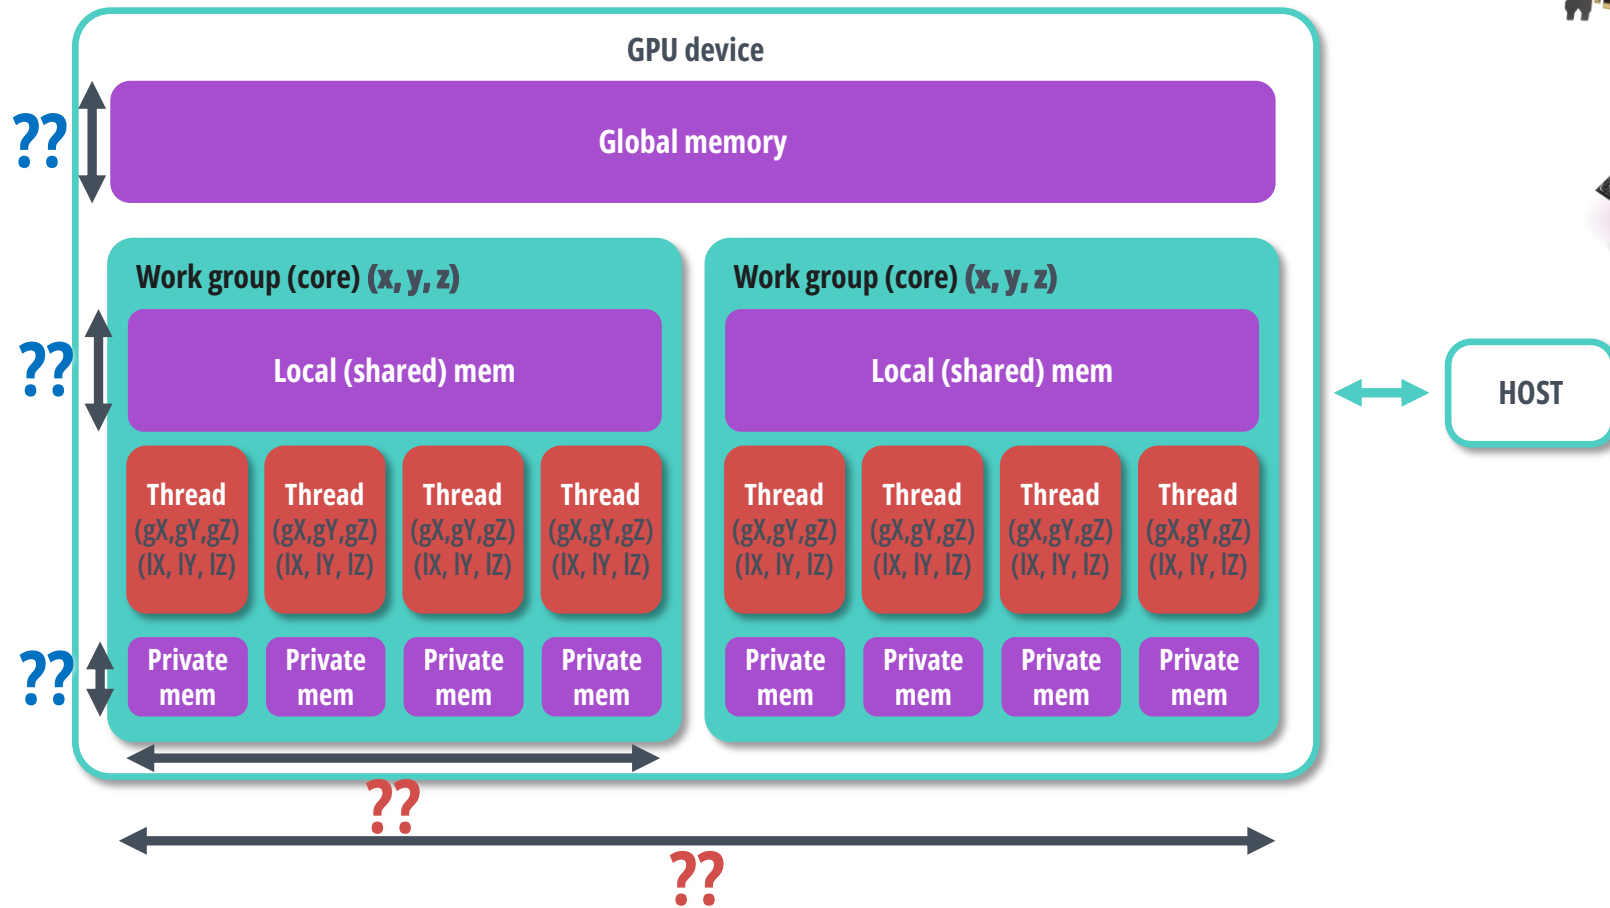 GPU device
??
Global memory
Work group (core) (x, y, z)
Work group (core) (x, y, z)
??
Local (shared) mem
Local (shared) mem
HOST
Thread
(gX,gY,gZ)
(lX, lY, lZ)
Thread
(gX,gY,gZ)
(lX, lY, lZ)
Thread
(gX,gY,gZ)
(lX, lY, lZ)
Thread
(gX,gY,gZ)
(lX, lY, lZ)
Thread
(gX,gY,gZ)
(lX, lY, lZ)
Thread
(gX,gY,gZ)
(lX, lY, lZ)
Thread
(gX,gY,gZ)
(lX, lY, lZ)
Thread
(gX,gY,gZ)
(lX, lY, lZ)
??
Private
mem
Private
mem
Private
mem
Private
mem
Private
mem
Private
mem
Private
mem
Private
mem
??
??